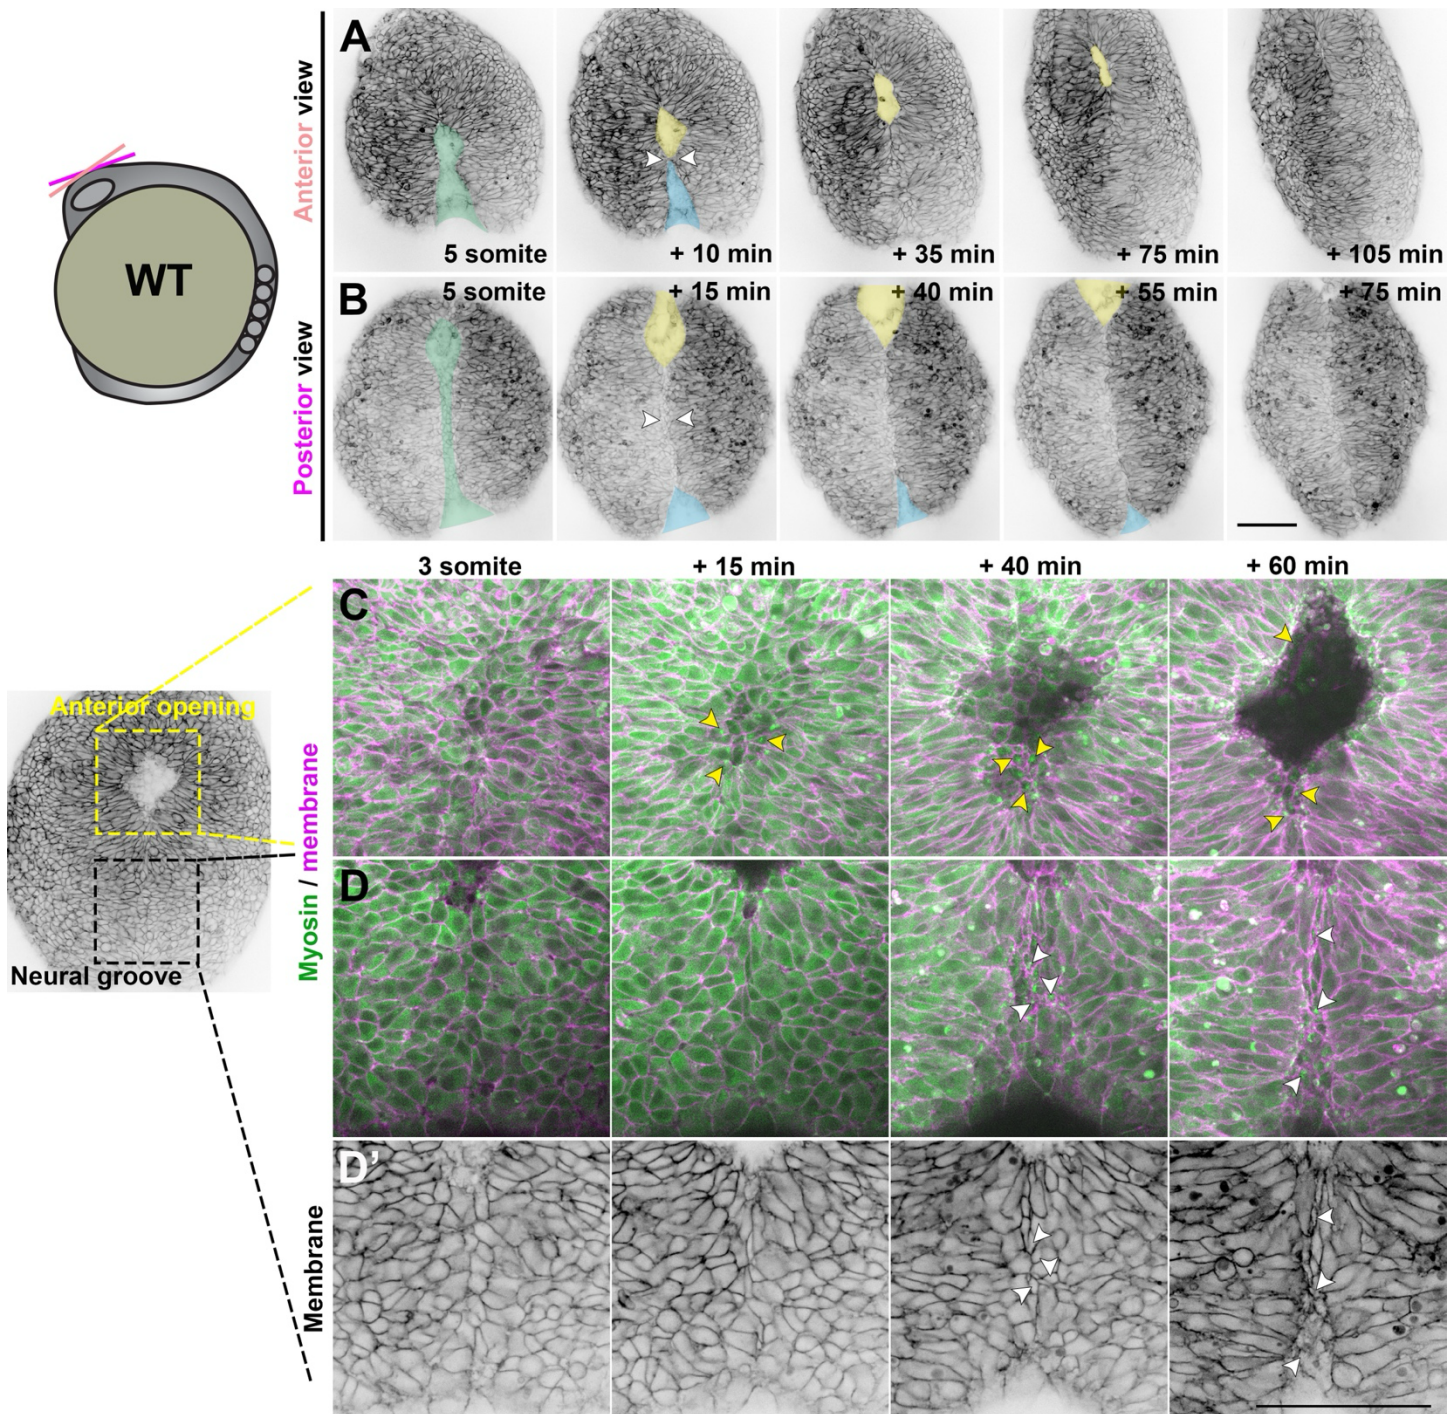 A
5 somite
+ 10 min
+ 35 min
+ 75 min
+ 105 min
Anterior view
WT
B
5 somite
+ 15 min
+ 40 min
+ 55 min
+ 75 min
Posterior view
3 somite
+ 15 min
+ 40 min
+ 60 min
C
Anterior opening
Neural groove
Myosin / membrane
D
D’
Membrane